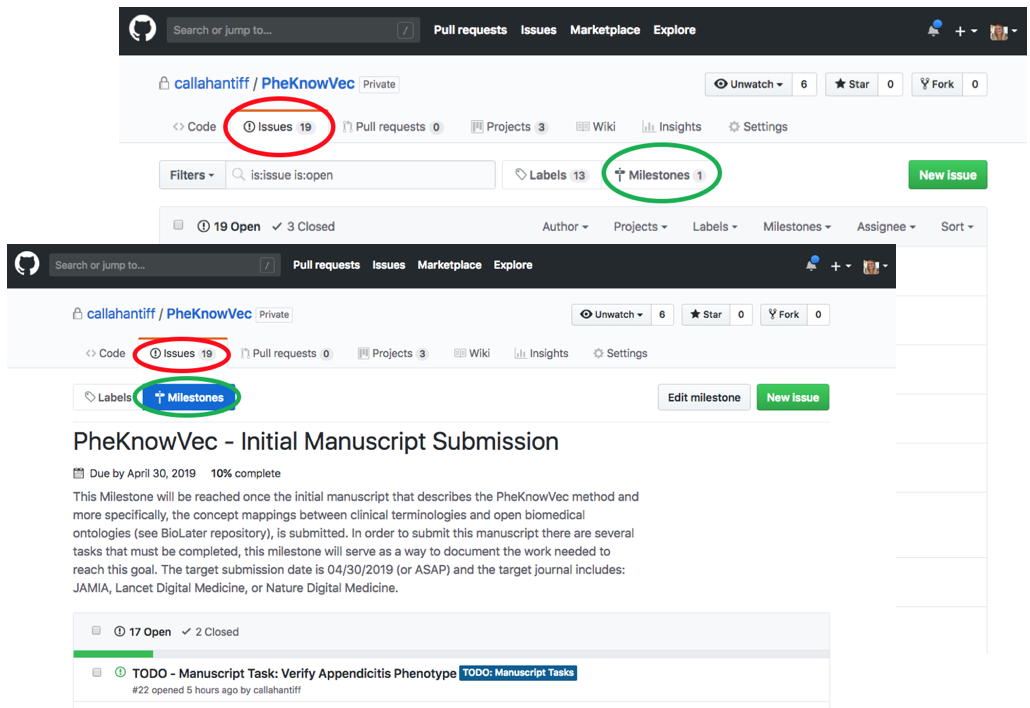 Search or jump to... / Pull requests Issues Marketplace Explore
callahantiff / PheKnowVec Private Unwatch 6 Star 0 Fork 0
Code Issues 19 Pull requests 0 Projects 3 Wiki Insights Settings
Filters is:issue is:open Labels 13 Milestones 1 New issue
19 Open 3 Closed Author Projects Labels Milestones Assignee Sort
Search or jump to... / Pull requests Issues Marketplace Explore
callahantiff / PheKnowVec Private Unwatch 6 Star 0 Fork 0
Code Issues 19 Pull requests 0 Projects 3 Wiki Insights Settings
Labels Milestones Edit milestone New issue
PheKnowVec - Initial Manuscript Submission
Due by April 30, 2019 10% complete
This Milestone will be reached once the initial manuscript that describes the PheKnowVec method and
more specifically, the concept mappings between clinical terminologies and open biomedical
ontologies (see BioLater repository), is submitted. In order to submit this manuscript there are several
tasks that must be completed, this milestone will serve as a way to document the work needed to
reach this goal. The target submission date is 04/30/2019 (or ASAP) and the target journal includes:
JAMIA, Lancet Digital Medicine, or Nature Digital Medicine.
17 Open 2 Closed
TODO - Manuscript Task: Verify Appendicitis Phenotype TODO: Manuscript Tasks
#22 opened 5 hours ago by callahantiff